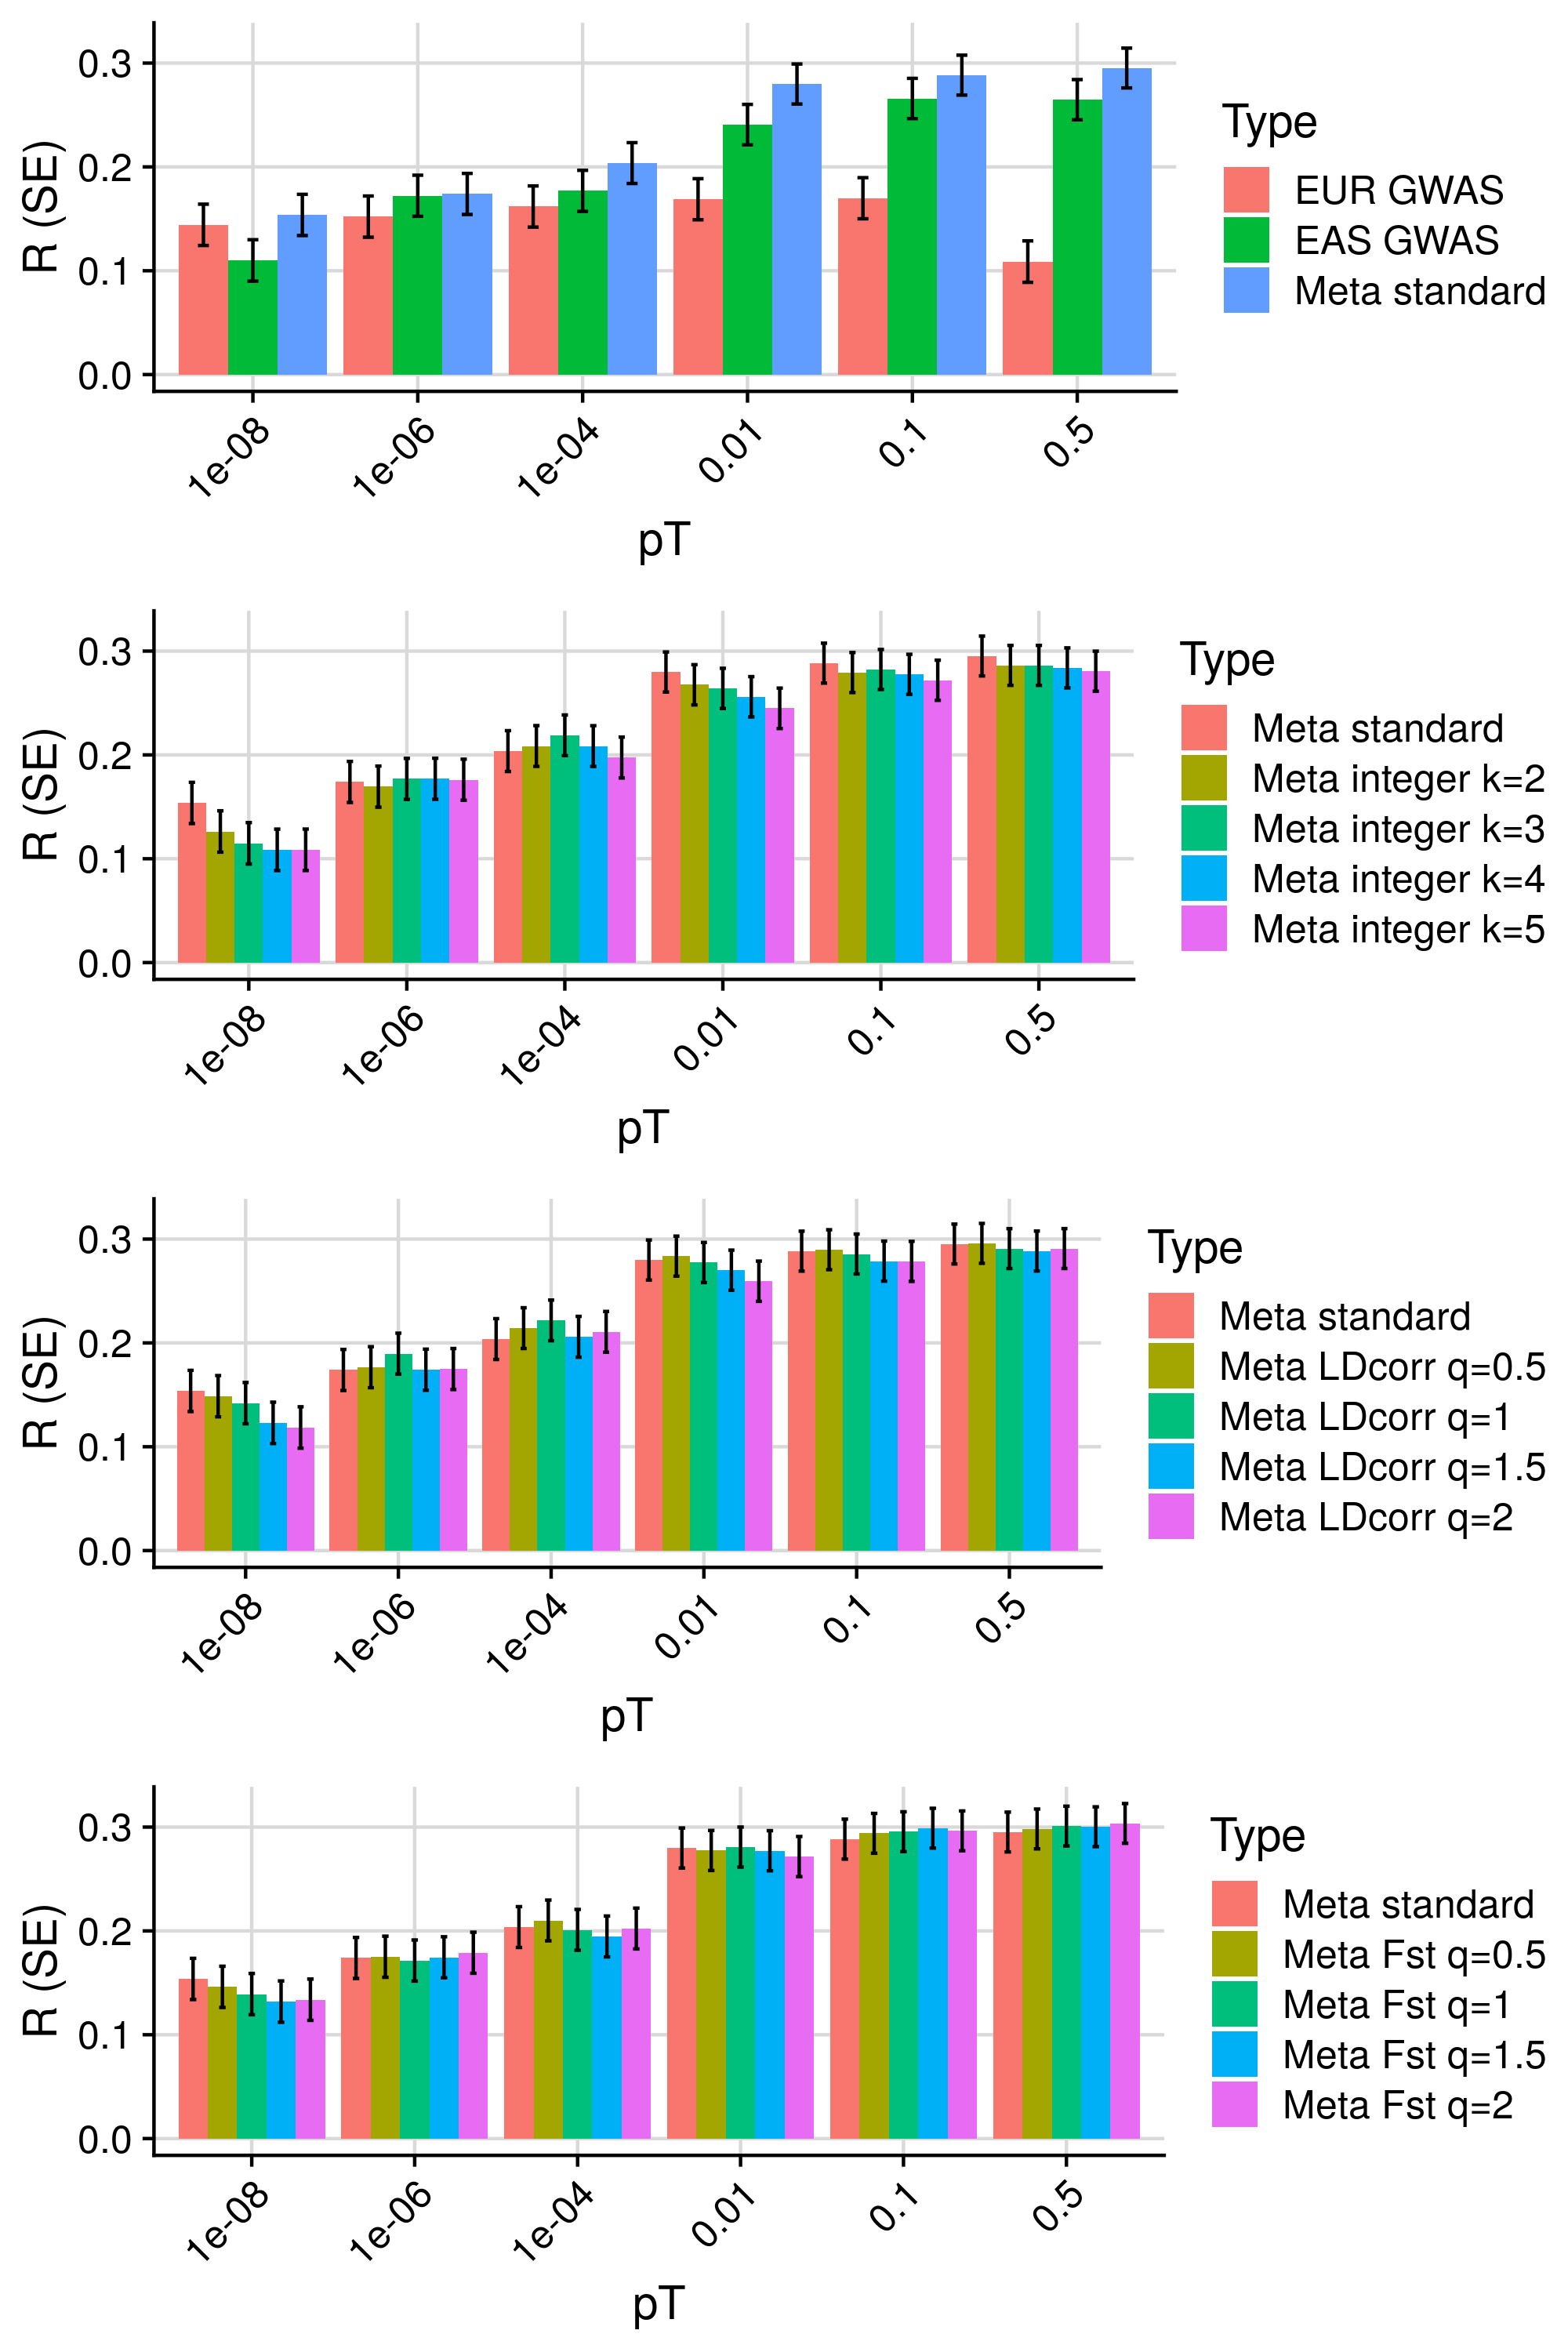 R (SE)
0.3
0.2
0.1
0.0
1e-08
1e-06
1e-04
0.01
0.1
0.5
pT
Type
EUR GWAS
EAS GWAS
Meta standard
R (SE)
0.3
0.2
0.1
0.0
1e-08
1e-06
1e-04
0.01
0.1
0.5
pT
Type
Meta standard
Meta integer k=2
Meta integer k=3
Meta integer k=4
Meta integer k=5
R (SE)
0.3
0.2
0.1
0.0
1e-08
1e-06
1e-04
0.01
0.1
0.5
pT
Type
Meta standard
Meta LDcorr q=0.5
Meta LDcorr q=1
Meta LDcorr q=1.5
Meta LDcorr q=2
R (SE)
0.3
0.2
0.1
0.0
1e-08
1e-06
1e-04
0.01
0.1
0.5
pT
Type
Meta standard
Meta Fst q=0.5
Meta Fst q=1
Meta Fst q=1.5
Meta Fst q=2